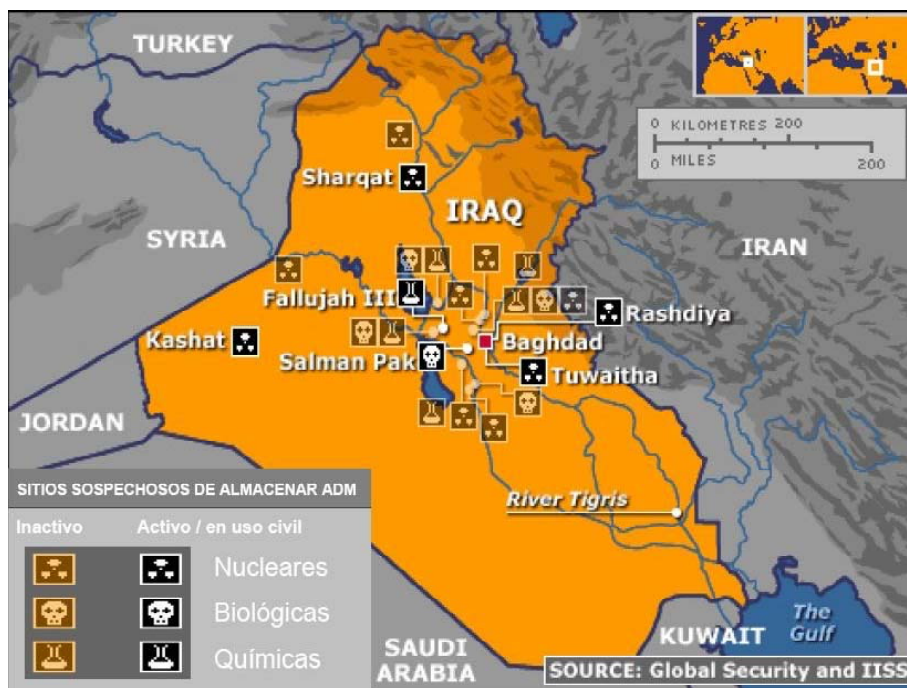 TURKEY
0 KILOMETRES 200
0 MILES 200
Sharqat
IRAQ
SYRIA
IRAN
Fallujah III
Rashdiya
Kashat
Baghdad
Salman Pak
Tuwaitha
JORDAN
SITIOS SOSPECHOSOS DE ALMACENAR ADM
Inactivo Activo / en uso civil
Nucleares
Biológicas
Químicas
River Tigris
The
Gulf
KUWAIT
SAUDI
ARABIA
SOURCE: Global Security and IISS